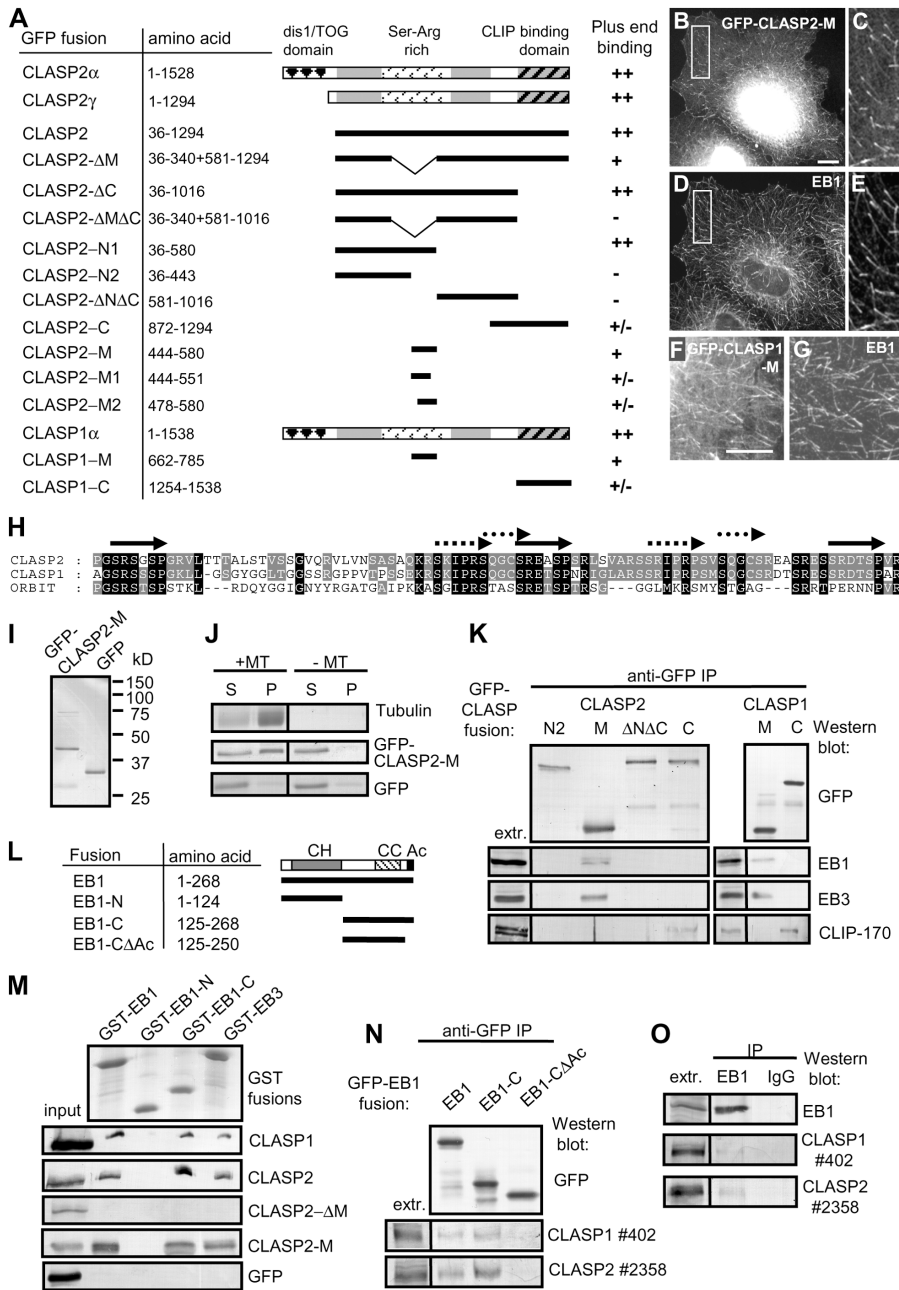 A
GFP fusion amino acid dis1/TOG domain Ser-Arg rich CLIP binding domain Plus end binding
CLASP2α 1-1528 ++
CLASP2γ 1-1294 ++
CLASP2 36-1294 ++
CLASP2-ΔM 36-340+581-1294 +
CLASP2-ΔC 36-1016 ++
CLASP2-ΔMΔC 36-340+581-1016 -
CLASP2–N1 36-580 ++
CLASP2–N2 36-443 -
CLASP2-ΔNΔC 581-1016 -
CLASP2–C 872-1294 +/-
CLASP2–M 444-580 +
CLASP2–M1 444-551 +/-
CLASP2–M2 478-580 +/-
CLASP1α 1-1538 ++
CLASP1–M 662-785 +
CLASP1–C 1254-1538 +/-
B GFP-CLASP2-M
C
D EB1
E
F GFP-CLASP1
-M
G EB1
H
CLASP2 : PGSRSGSPGRVLTTTALSTVSSGVQRVLVNSASAQKRSKIPRSQGCSREASPSRLSVARSSRIPRPSVSQGCSREASRESSRDTSPVR
CLASP1 : AGSRSSSPGKLL-GSGYGGLTGGSSRGPPVTPSSEKRSKIPRSQGCSRETSPNRIGLARSSRIPRPSMSQGCSRDTSRESSRDTSPAR
ORBIT : PGSRSTSPSTKL--RDQYGGIGNYYRGATGAIPKKASGIPRSTASSRETSPTRSG---GGLMKRSMYSTGAG---SRRTPERNNPVR
I
GFP-
CLASP2-M
GFP
kD
150
100
75
50
37
25
J
+MT - MT
S P S P
Tubulin
GFP-
CLASP2-M
GFP
K
anti-GFP IP
GFP-
CLASP
fusion:
CLASP2 CLASP1
N2 M ΔNΔC C M C
Western
blot:
GFP
extr.
EB1
EB3
CLIP-170
L
Fusion amino acid CH CC Ac
EB1 1-268
EB1-N 1-124
EB1-C 125-268
EB1-CΔAc 125-250
M
GST-EB1
GST-EB1-N
GST-EB1-C
GST-EB3
GST
fusions
input
CLASP1
CLASP2
CLASP2–ΔM
CLASP2-M
GFP
N
anti-GFP IP
GFP-EB1
fusion:
EB1
EB1-C
EB1-CΔAc
Western
blot:
GFP
extr.
CLASP1 #402
CLASP2 #2358
O
IP
extr. EB1 IgG
Western
blot:
EB1
CLASP1
#402
CLASP2
#2358